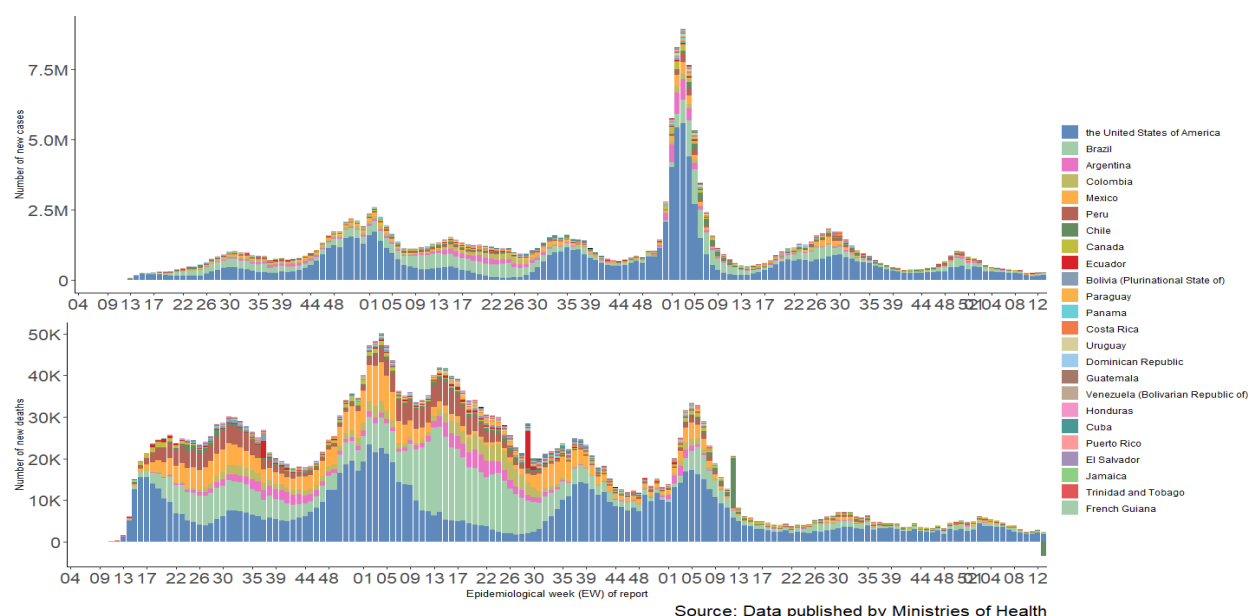 Number of new cases
7.5M
5.0M
2.5M
0
04 09 13 17 22 26 30 35 39 44 48 01 05 09 13 17 22 26 30 35 39 44 48 01 05 09 13 17 22 26 30 35 39 44 48 52 01 04 08 12
Number of new deaths
50K
40K
30K
20K
10K
0
04 09 13 17 22 26 30 35 39 44 48 01 05 09 13 17 22 26 30 35 39 44 48 01 05 09 13 17 22 26 30 35 39 44 48 52 01 04 08 12
Epidemiological week (EW) of report
the United States of America
Brazil
Argentina
Colombia
Mexico
Peru
Chile
Canada
Ecuador
Bolivia (Plurinational State of)
Paraguay
Panama
Costa Rica
Uruguay
Dominican Republic
Guatemala
Venezuela (Bolivarian Republic of)
Honduras
Cuba
Puerto Rico
El Salvador
Jamaica
Trinidad and Tobago
French Guiana
Source: Data published by Ministries of Health